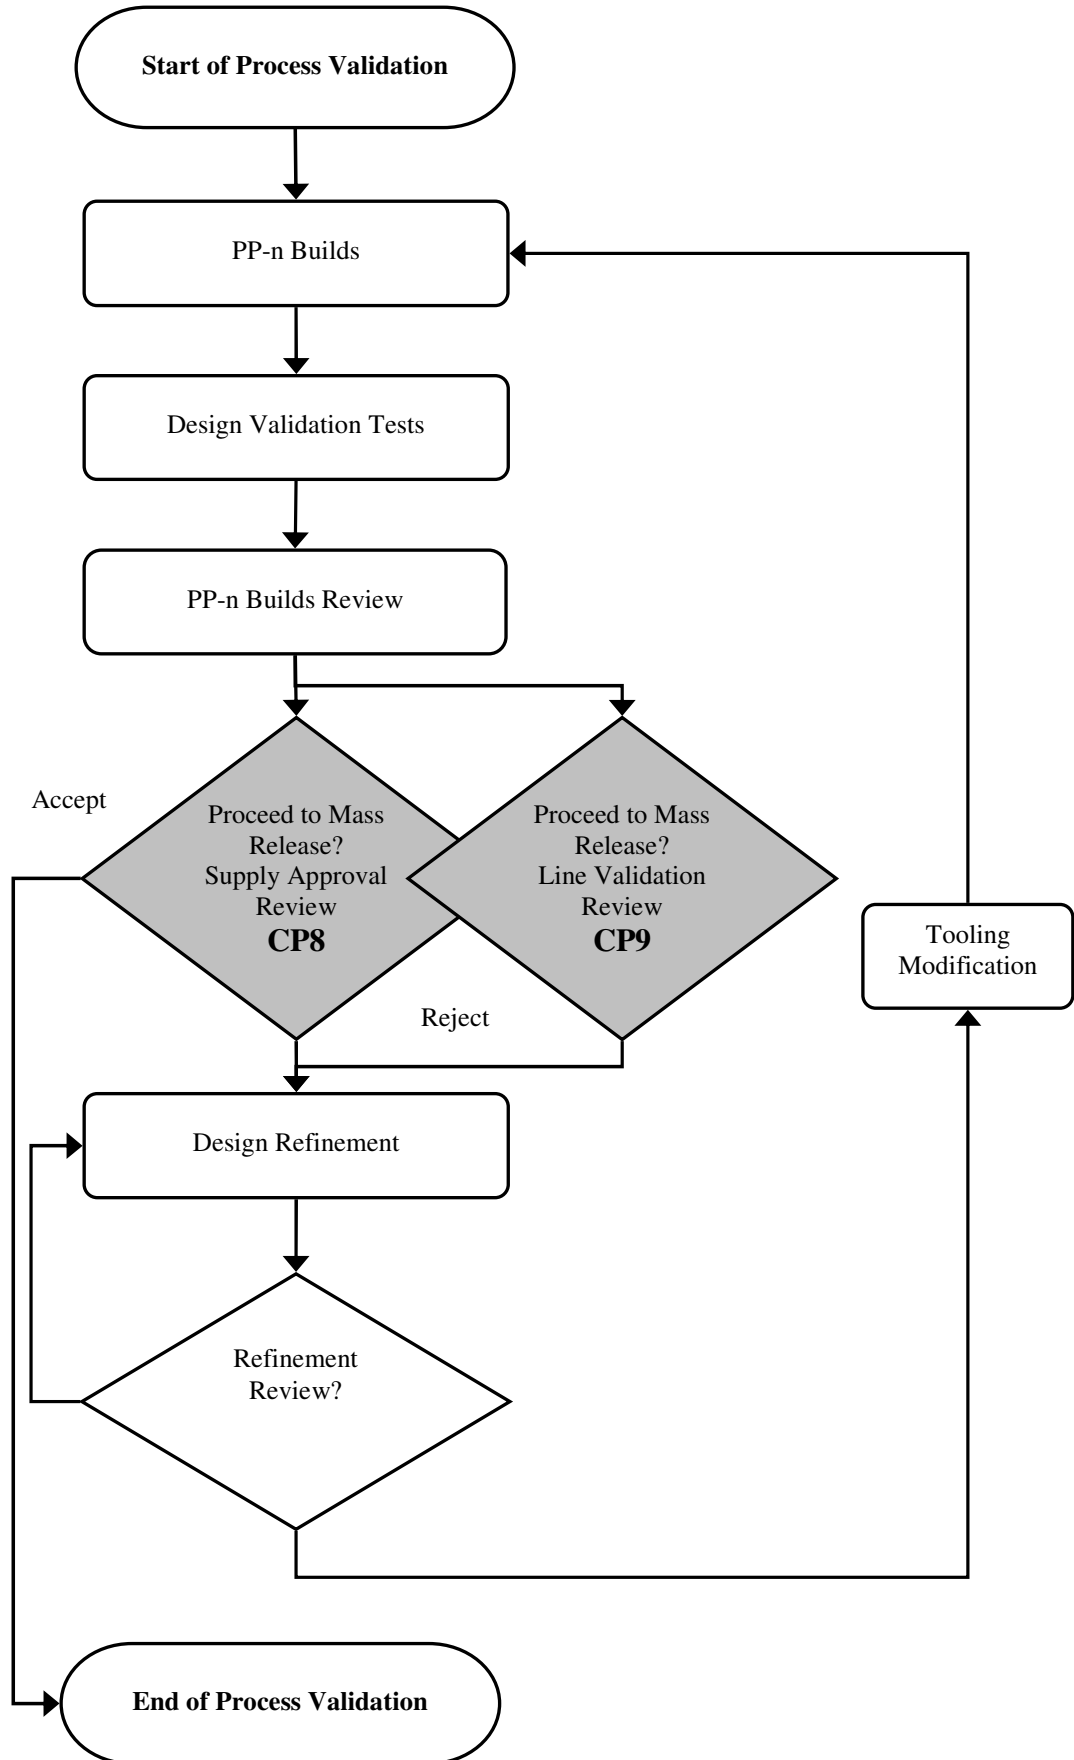 Start of Process Validation
PP-n Builds
Design Validation Tests
PP-n Builds Review
Accept
Proceed to Mass
Release?
Supply Approval
Review
CP8
Proceed to Mass
Release?
Line Validation
Review
CP9
Tooling
Modification
Reject
Design Refinement
Refinement
Review?
End of Process Validation